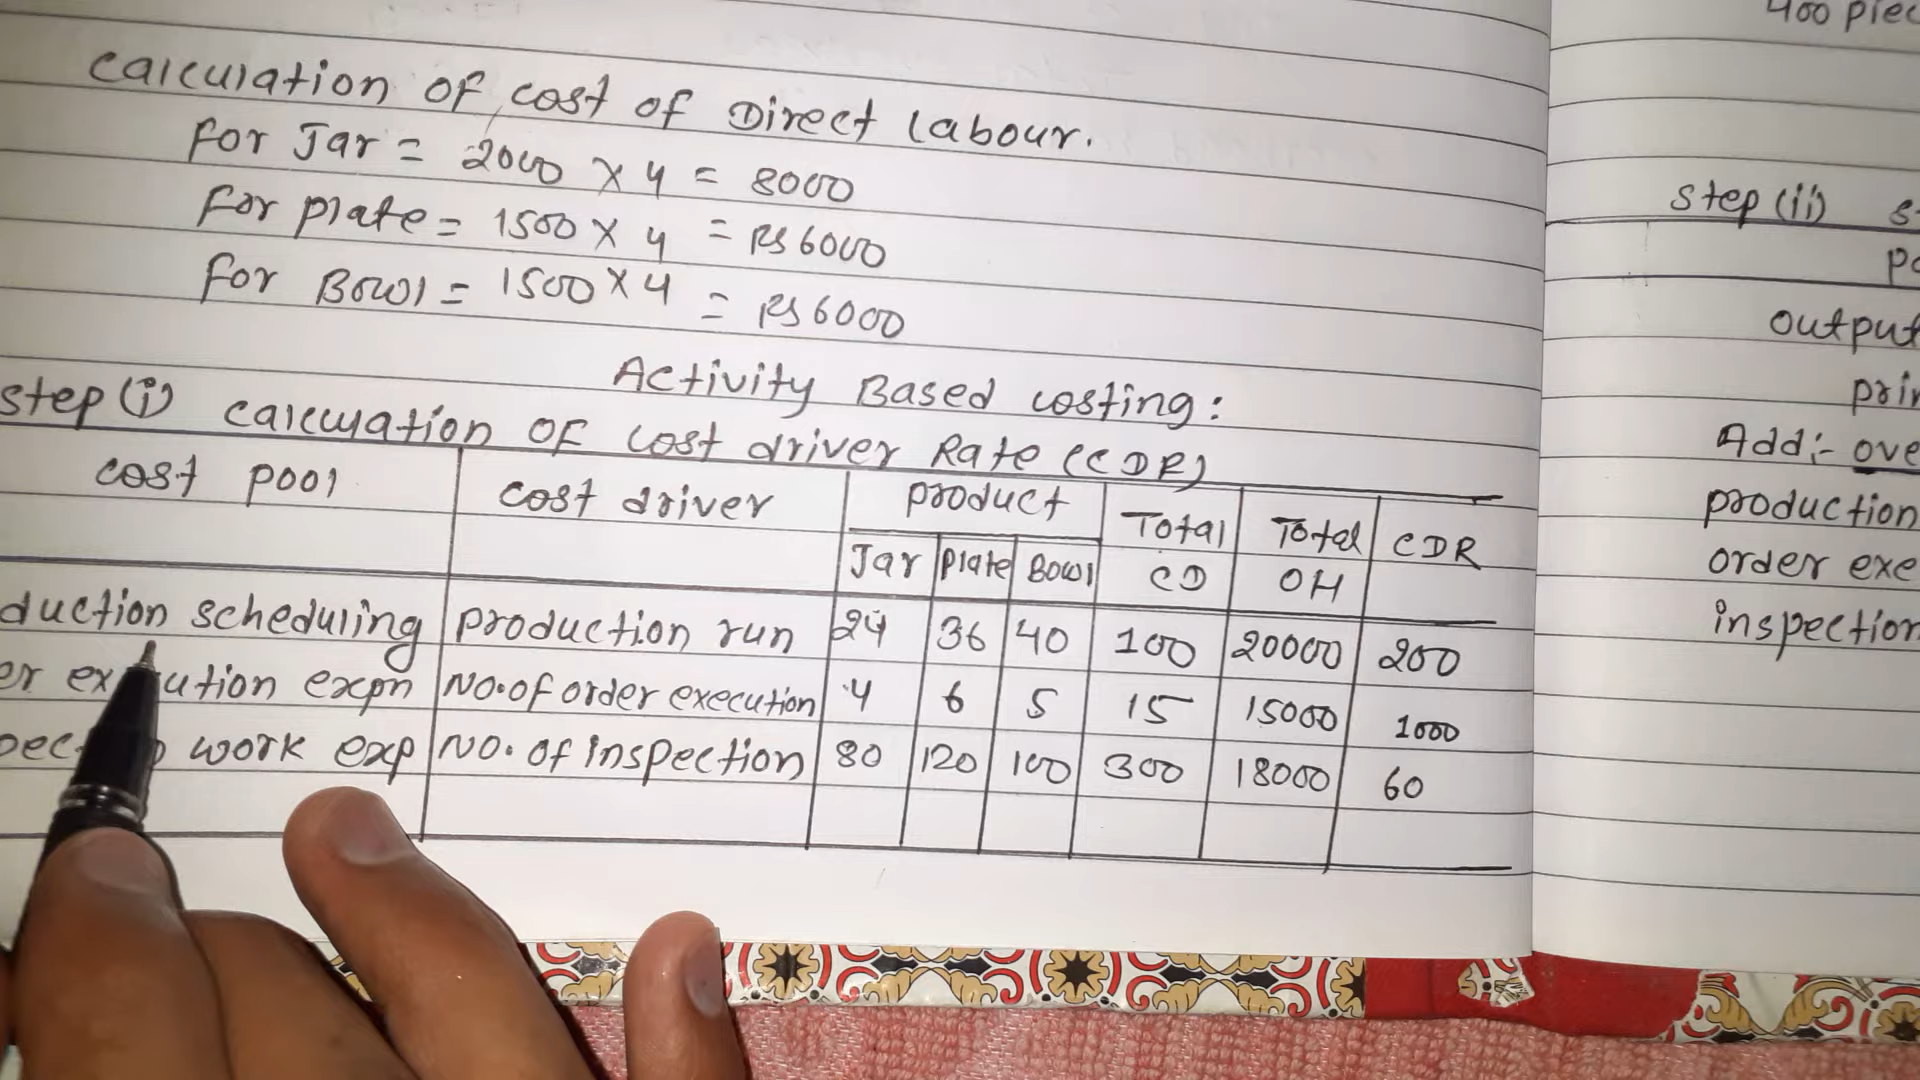 calculation of cost of Direct Labour.
For Jar = 2000 x 4 = 8000
For plate = 1500 x 4 = Rs 6000
For Bowl = 1500 x 4 = Rs 6000
Activity Based costing:
step (i) calculation of cost driver Rate (CDR)
cost pool cost driver product Total CD Total OH CDR
Jar plate Bowl
duction scheduling production run 24 36 40 100 20000 200
er execution expn No. of order execution 4 6 5 15 15000 1000
work exp No. of inspection 80 120 100 300 18000 60
400 piec
step (ii) s
po
output
prin
Add:- ove
production
order exe
inspection